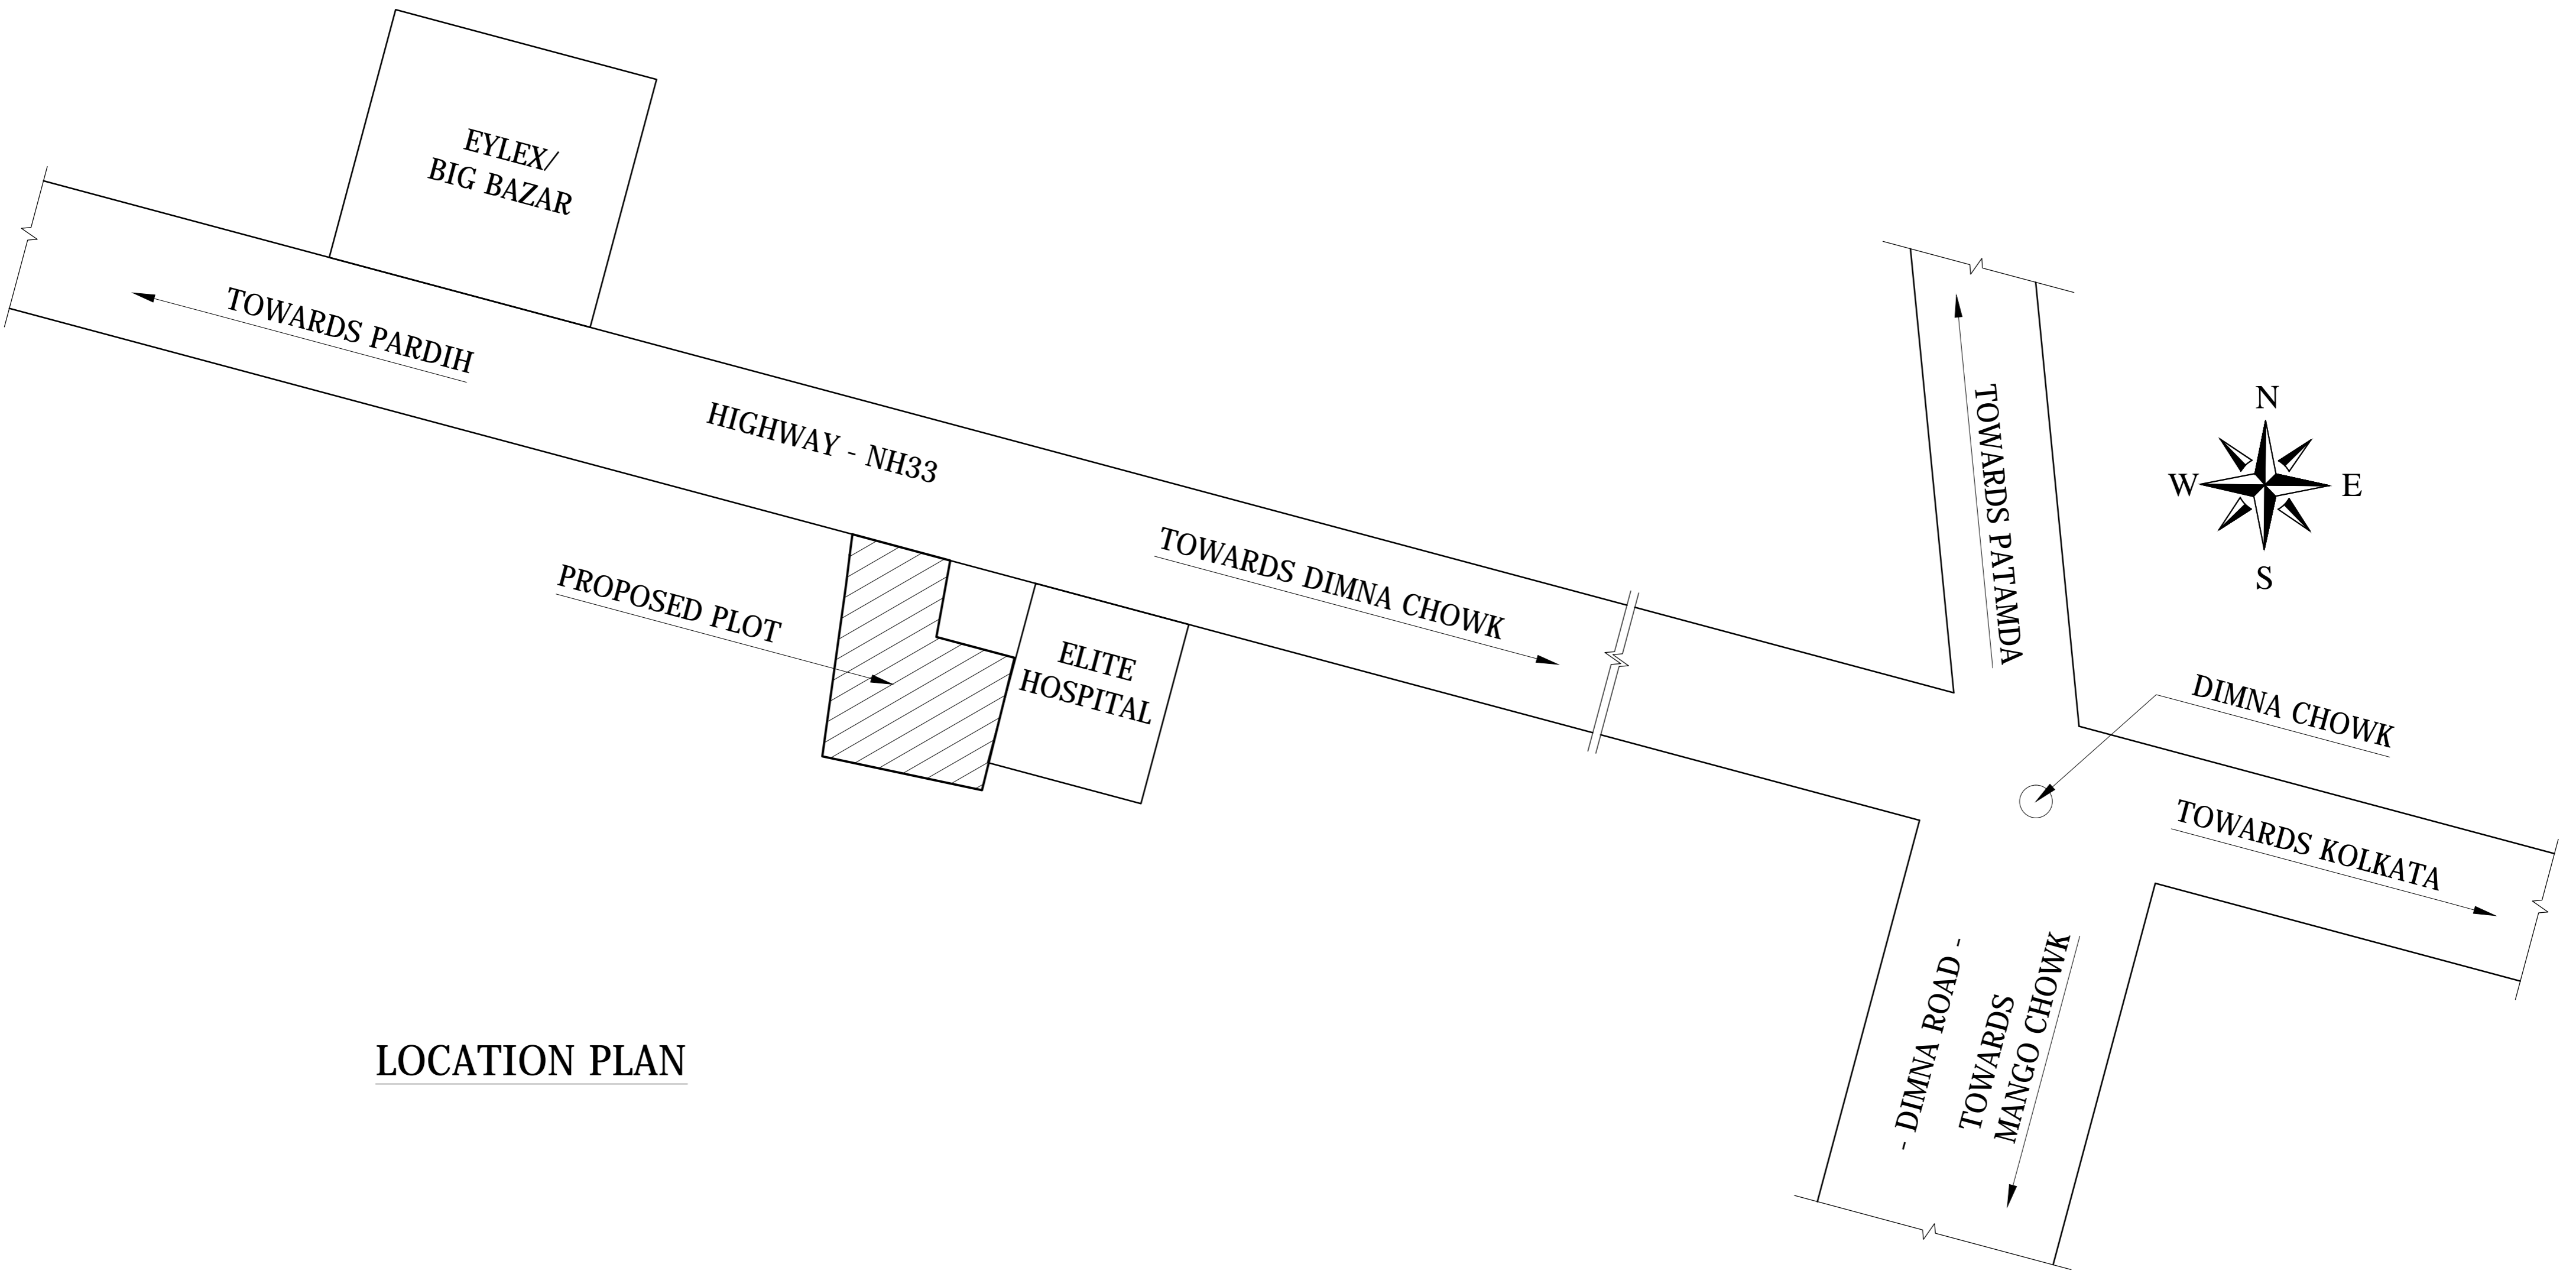 EYLEX/
BIG BAZAR
TOWARDS PARDIH
HIGHWAY - NH33
TOWARDS DIMNA CHOWK
PROPOSED PLOT
ELITE
HOSPITAL
TOWARDS PATAMDA
N
W
E
S
DIMNA CHOWK
TOWARDS KOLKATA
- DIMNA ROAD -
TOWARDS
MANGO CHOWK
LOCATION PLAN